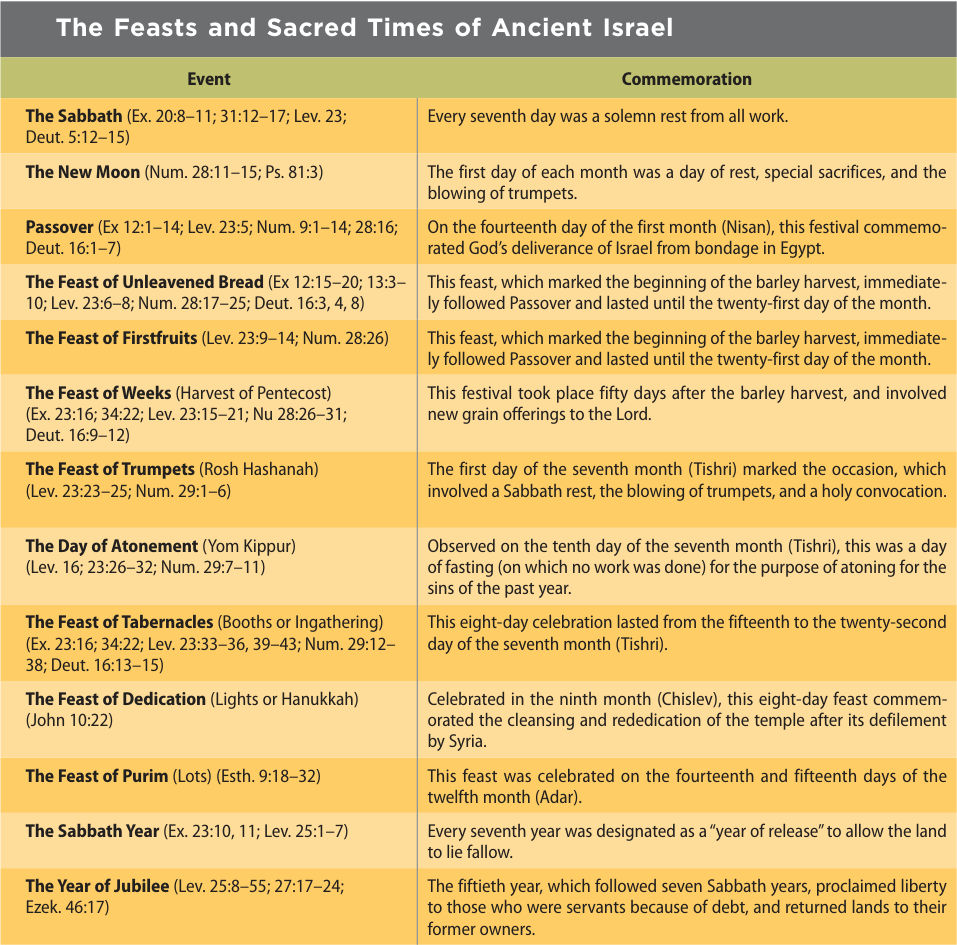 The Feasts and Sacred Times of Ancient Israel
Event
Commemoration
The Sabbath (Ex. 20:8–11; 31:12–17; Lev. 23;
Deut. 5:12–15)
Every seventh day was a solemn rest from all work.
The New Moon (Num. 28:11–15; Ps. 81:3)
The first day of each month was a day of rest, special sacrifices, and the
blowing of trumpets.
Passover (Ex 12:1–14; Lev. 23:5; Num. 9:1–14; 28:16;
Deut. 16:1–7)
On the fourteenth day of the first month (Nisan), this festival commemo-
rated God’s deliverance of Israel from bondage in Egypt.
The Feast of Unleavened Bread (Ex 12:15–20; 13:3–
10; Lev. 23:6–8; Num. 28:17–25; Deut. 16:3, 4, 8)
This feast, which marked the beginning of the barley harvest, immediate-
ly followed Passover and lasted until the twenty-first day of the month.
The Feast of Firstfruits (Lev. 23:9–14; Num. 28:26)
This feast, which marked the beginning of the barley harvest, immediate-
ly followed Passover and lasted until the twenty-first day of the month.
The Feast of Weeks (Harvest of Pentecost)
(Ex. 23:16; 34:22; Lev. 23:15–21; Nu 28:26–31;
Deut. 16:9–12)
This festival took place fifty days after the barley harvest, and involved
new grain offerings to the Lord.
The Feast of Trumpets (Rosh Hashanah)
(Lev. 23:23–25; Num. 29:1–6)
The first day of the seventh month (Tishri) marked the occasion, which
involved a Sabbath rest, the blowing of trumpets, and a holy convocation.
The Day of Atonement (Yom Kippur)
(Lev. 16; 23:26–32; Num. 29:7–11)
Observed on the tenth day of the seventh month (Tishri), this was a day
of fasting (on which no work was done) for the purpose of atoning for the
sins of the past year.
The Feast of Tabernacles (Booths or Ingathering)
(Ex. 23:16; 34:22; Lev. 23:33–36, 39–43; Num. 29:12–
38; Deut. 16:13–15)
This eight-day celebration lasted from the fifteenth to the twenty-second
day of the seventh month (Tishri).
The Feast of Dedication (Lights or Hanukkah)
(John 10:22)
Celebrated in the ninth month (Chislev), this eight-day feast commem-
orated the cleansing and rededication of the temple after its defilement
by Syria.
The Feast of Purim (Lots) (Esth. 9:18–32)
This feast was celebrated on the fourteenth and fifteenth days of the
twelfth month (Adar).
The Sabbath Year (Ex. 23:10, 11; Lev. 25:1–7)
Every seventh year was designated as a “year of release” to allow the land
to lie fallow.
The Year of Jubilee (Lev. 25:8–55; 27:17–24;
Ezek. 46:17)
The fiftieth year, which followed seven Sabbath years, proclaimed liberty
to those who were servants because of debt, and returned lands to their
former owners.